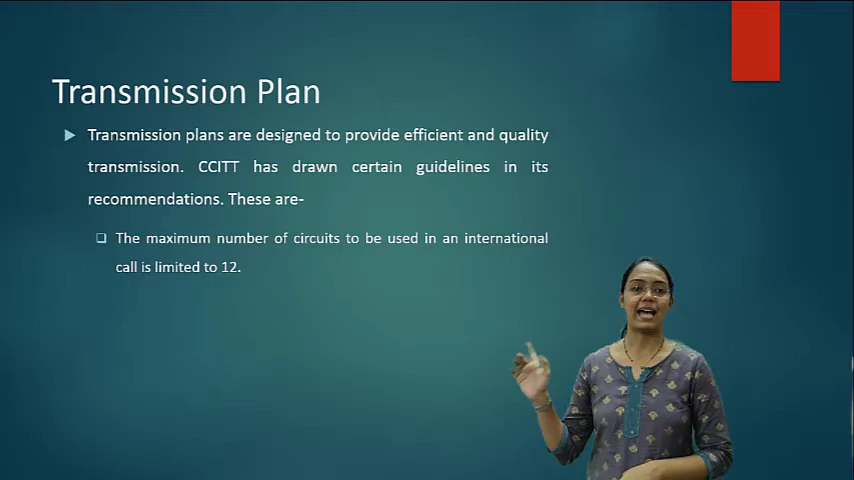 Transmission Plan
Transmission plans are designed to provide efficient and quality
transmission. CCITT has drawn certain guidelines in its
recommendations. These are-
The maximum number of circuits to be used in an international
call is limited to 12.